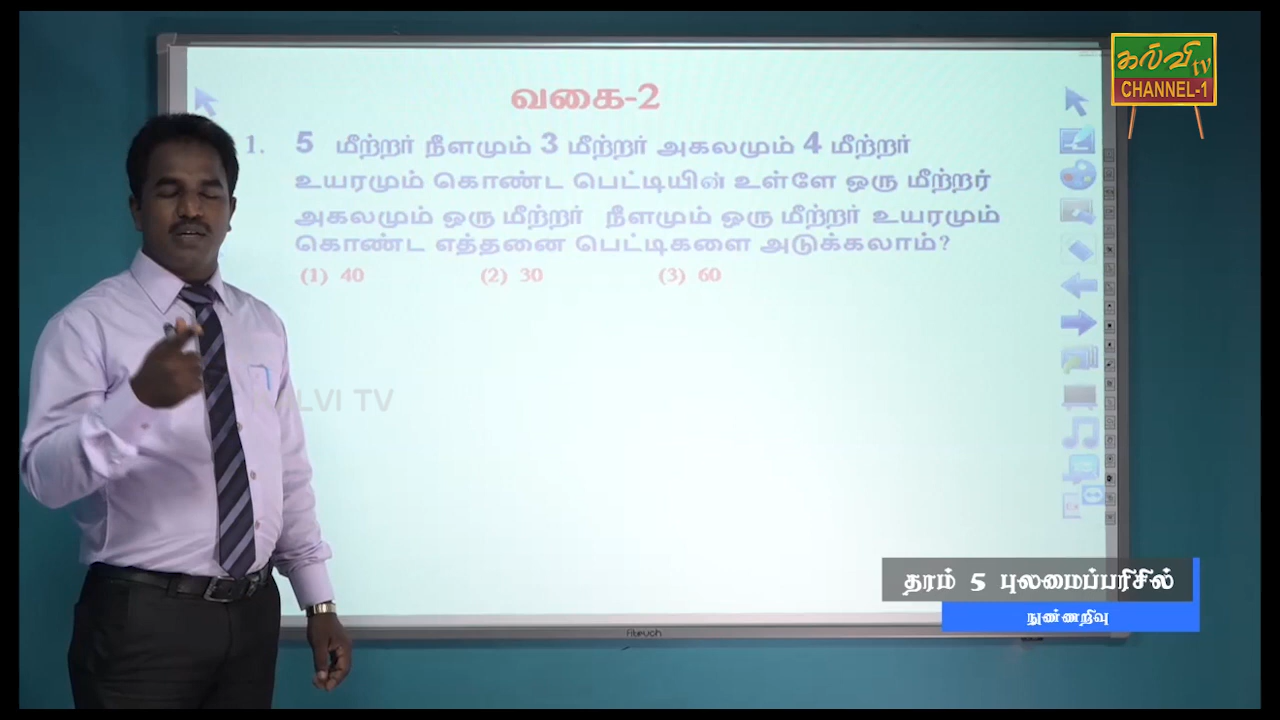 கல்வி tv
CHANNEL-1
வகை-2
1. 5 மீற்றர் நீளமும் 3 மீற்றர் அகலமும் 4 மீற்றர்
உயரமும் கொண்ட பெட்டியின் உள்ளே ஒரு மீற்றர்
அகலமும் ஒரு மீற்றர் நீளமும் ஒரு மீற்றர் உயரமும்
கொண்ட எத்தனை பெட்டிகளை அடுக்கலாம்?
(1) 40 (2) 30 (3) 60
LVI TV
தரம் 5 புலமைப்பரிசில்
நுண்ணறிவு